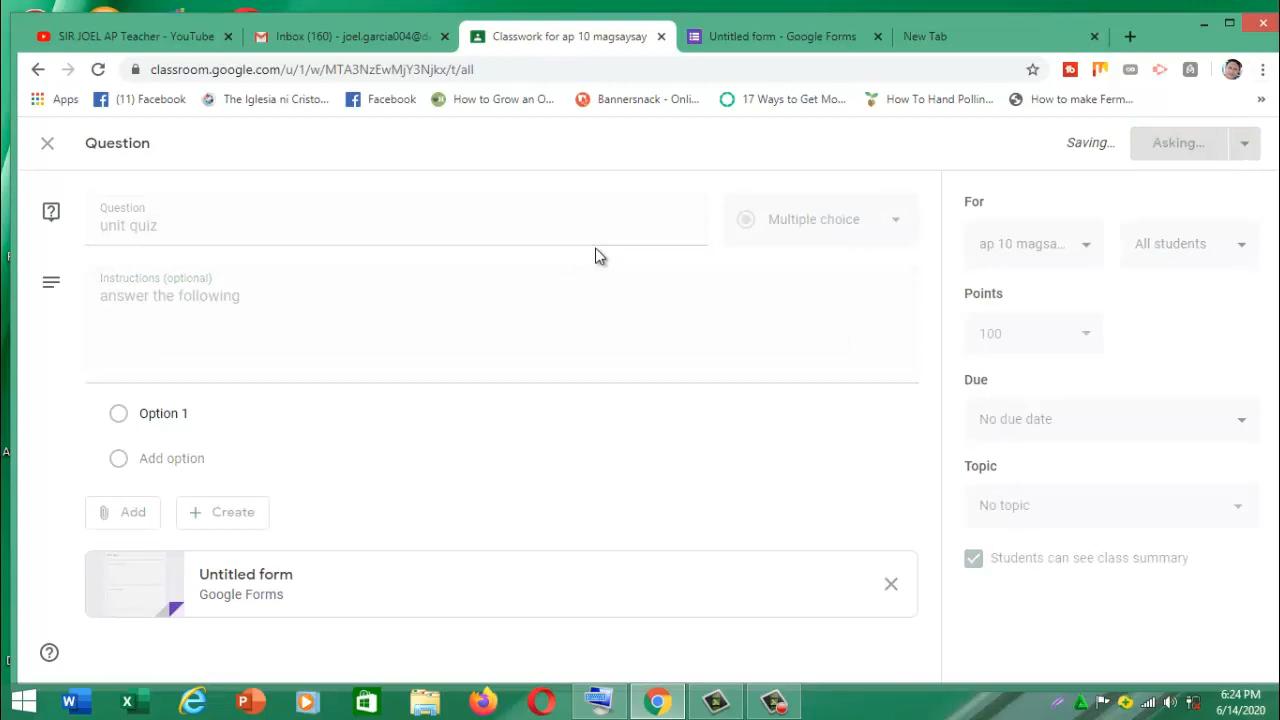 SIR JOEL AP Teacher - YouTube
Inbox (160) - joel.garcia004@d
Classwork for ap 10 magsaysay
Untitled form - Google Forms
New Tab
classroom.google.com/u/1/w/MTA3NzEwMjY3Njkx/t/all
Apps
(11) Facebook
The Iglesia ni Cristo...
Facebook
How to Grow an O...
Bannersnack - Onli...
17 Ways to Get Mo...
How To Hand Pollin...
How to make Ferm...
Question
Saving...
Asking...
Question
unit quiz
Multiple choice
Instructions (optional)
answer the following
Option 1
Add option
Add
Create
Untitled form
Google Forms
For
ap 10 magsa...
All students
Points
100
Due
No due date
Topic
No topic
Students can see class summary
6:24 PM
6/14/2020